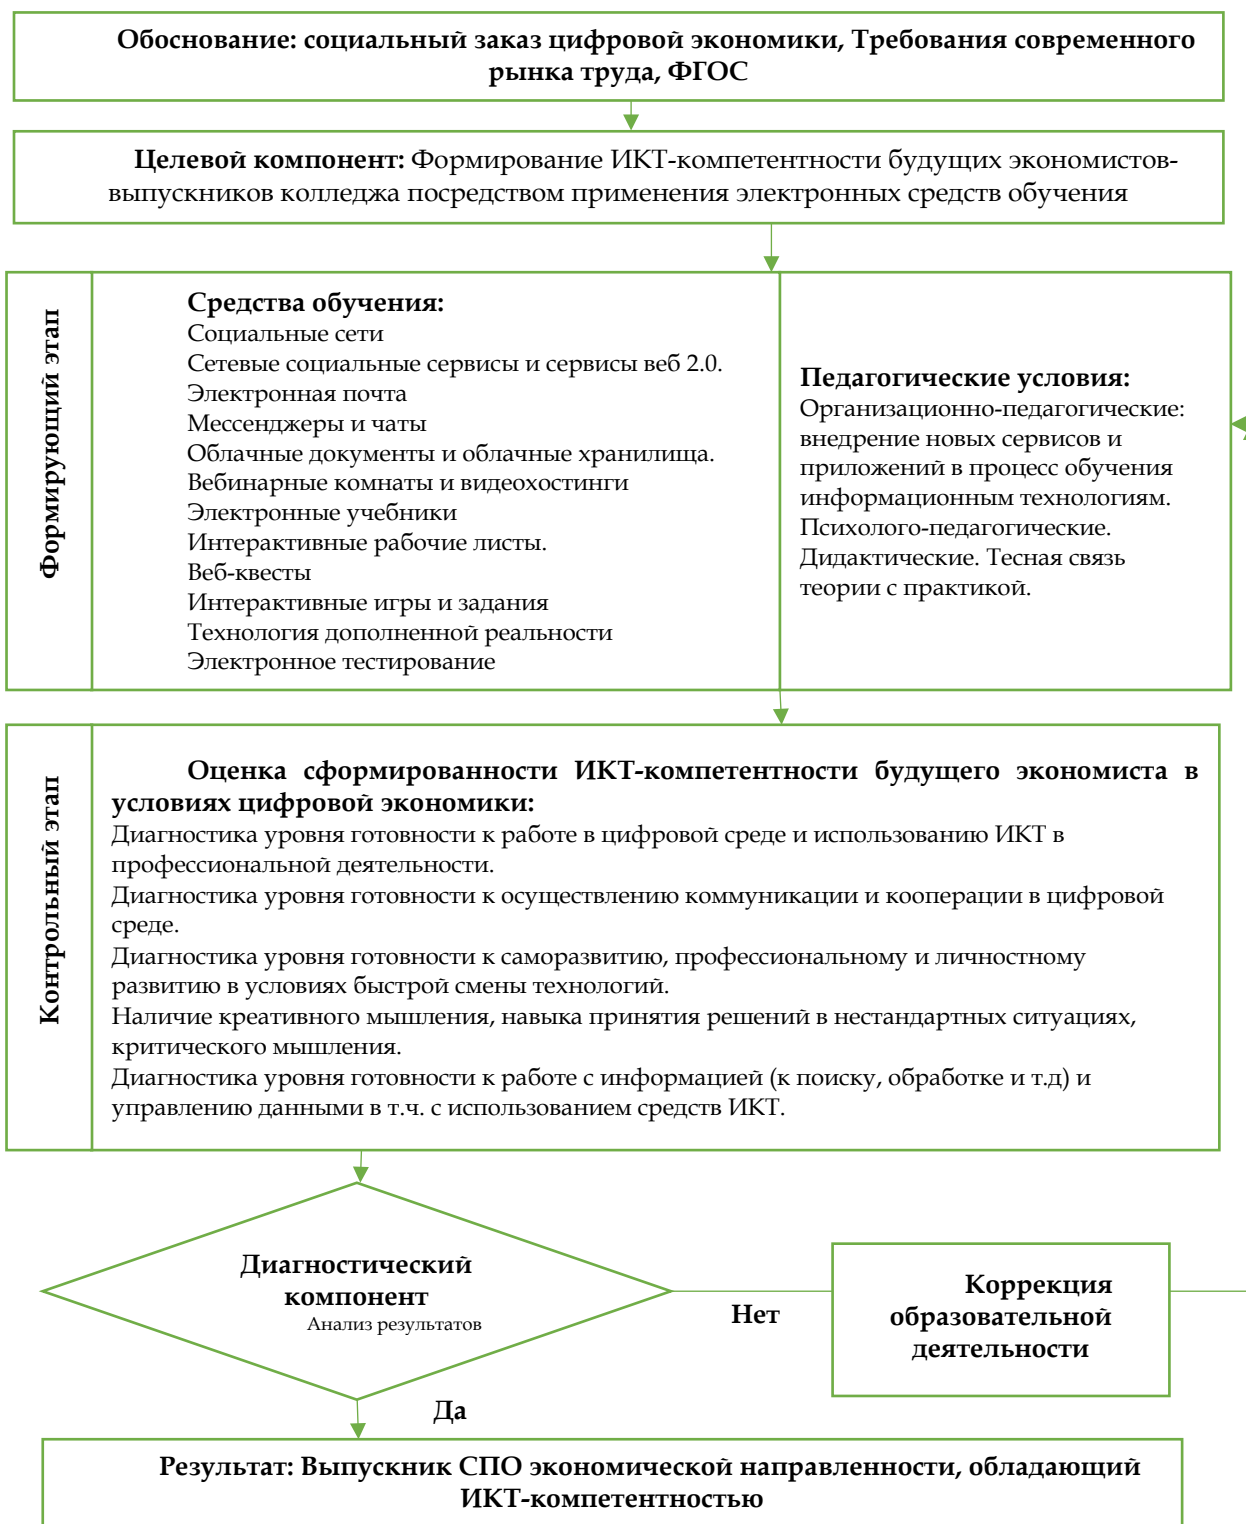 Обоснование: социальный заказ цифровой экономики, Требования современного
рынка труда, ФГОС
Целевой компонент: Формирование ИКТ-компетентности будущих экономистов-
выпускников колледжа посредством применения электронных средств обучения
Формирующий этап
Средства обучения:
Социальные сети
Сетевые социальные сервисы и сервисы веб 2.0.
Электронная почта
Мессенджеры и чаты
Облачные документы и облачные хранилища.
Вебинарные комнаты и видеохостинги
Электронные учебники
Интерактивные рабочие листы.
Веб-квесты
Интерактивные игры и задания
Технология дополненной реальности
Электронное тестирование
Педагогические условия:
Организационно-педагогические:
внедрение новых сервисов и
приложений в процесс обучения
информационным технологиям.
Психолого-педагогические.
Дидактические. Тесная связь
теории с практикой.
Контрольный этап
Оценка сформированности ИКТ-компетентности будущего экономиста в
условиях цифровой экономики:
Диагностика уровня готовности к работе в цифровой среде и использованию ИКТ в
профессиональной деятельности.
Диагностика уровня готовности к осуществлению коммуникации и кооперации в цифровой
среде.
Диагностика уровня готовности к саморазвитию, профессиональному и личностному
развитию в условиях быстрой смены технологий.
Наличие креативного мышления, навыка принятия решений в нестандартных ситуациях,
критического мышления.
Диагностика уровня готовности к работе с информацией (к поиску, обработке и т.д) и
управлению данными в т.ч. с использованием средств ИКТ.
Диагностический
компонент
Анализ результатов
Нет
Коррекция
образовательной
деятельности
Да
Результат: Выпускник СПО экономической направленности, обладающий
ИКТ-компетентностью